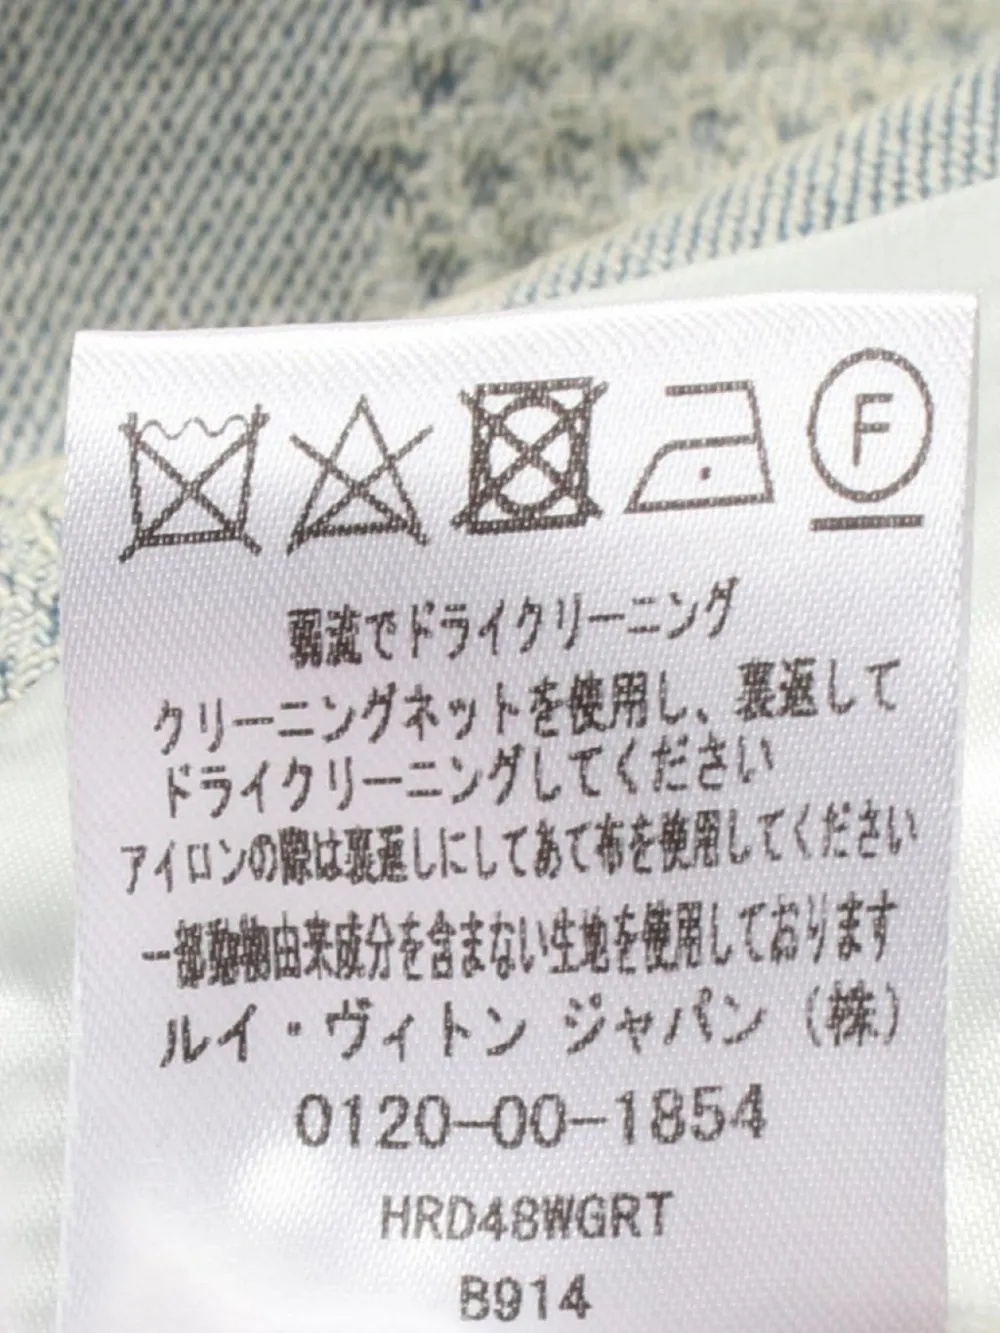 F
弱流でドライクリーニング
クリーニングネットを使用し、裏返して
ドライクリーニングしてください
アイロンの際は裏返しにしてあて布を使用してください
一部動物由来成分を含まない生地を使用しております
ルイ・ヴィトン ジャパン (株)
0120-00-1854
HRD48WGRT
B914